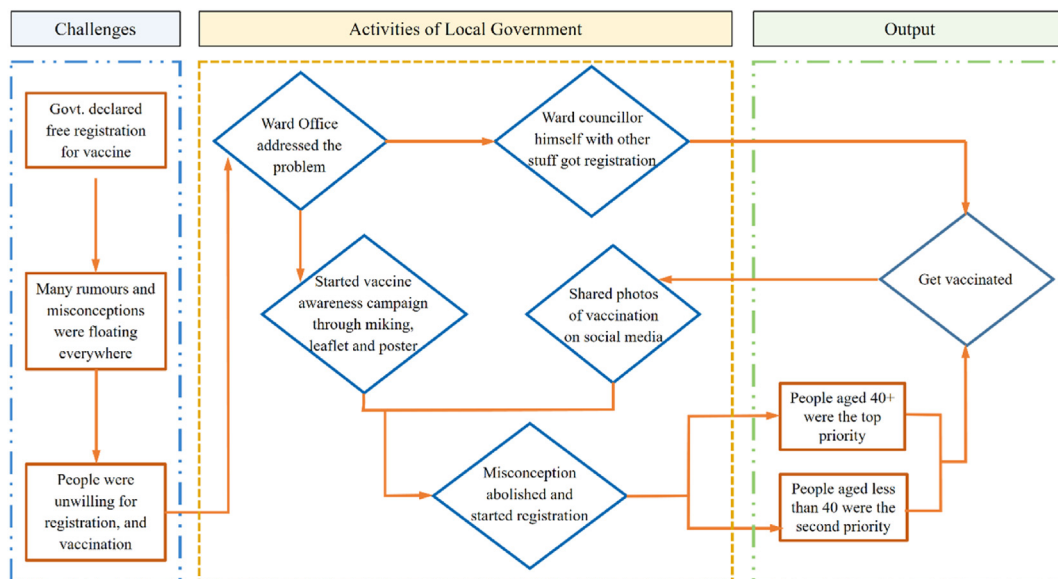 Challenges
Activities of Local Government
Output
Govt. declared
free registration
for vaccine
Many rumours and
misconceptions
were floating
everywhere
People were
unwilling for
registration, and
vaccination
Ward Office
addressed the
problem
Ward councillor
himself with other
stuff got registration
Started vaccine
awareness campaign
through miking,
leaflet and poster
Shared photos
of vaccination
on social media
Misconception
abolished and
started registration
Get vaccinated
People aged 40+
were the top
priority
People aged less
than 40 were the
second priority